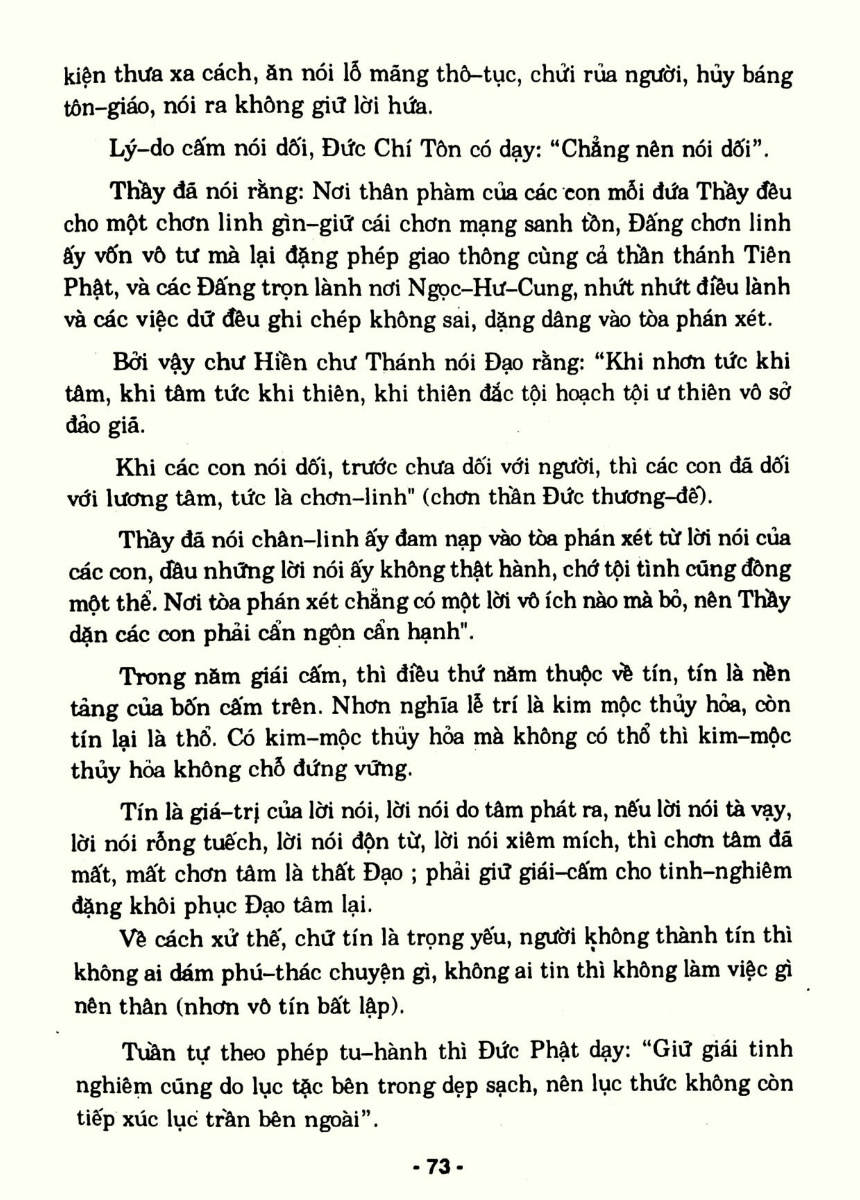 kiện thưa xa cách, ăn nói lỗ mãng thô–tục, chửi rủa người, hủy báng
tôn–giáo, nói ra không giữ lời hứa.
Lý–do cấm nói dối, Đức Chí Tôn có dạy: “Chẳng nên nói dối”.
Thầy đã nói rằng: Nơi thân phàm của các con mỗi đứa Thầy đều
cho một chơn linh gìn–giữ cái chơn mạng sanh tồn, Đấng chơn linh
ấy vốn vô tư mà lại đặng phép giao thông cùng cả thần thánh Tiên
Phật, và các Đấng trọn lành nơi Ngọc–Hư–Cung, nhứt nhứt điều lành
và các việc dữ đều ghi chép không sai, dặng dâng vào tòa phán xét.
Bởi vậy chư Hiền chư Thánh nói Đạo rằng: “Khi nhơn tức khi
tâm, khi tâm tức khi thiên, khi thiên đắc tội hoạch tội ư thiên vô sở
đảo giã.
Khi các con nói dối, trước chưa dối với người, thì các con đã dối
với lương tâm, tức là chơn–linh" (chơn thần Đức thương–đế).
Thầy đã nói chân–linh ấy đam nạp vào tòa phán xét từ lời nói của
các con, dầu những lời nói ấy không thật hành, chớ tội tình cũng đồng
một thể. Nơi tòa phán xét chẳng có một lời vô ích nào mà bỏ, nên Thầy
dặn các con phải cẩn ngôn cẩn hạnh".
Trong năm giái cấm, thì điều thứ năm thuộc về tín, tín là nền
tảng của bốn cấm trên. Nhơn nghĩa lễ trí là kim mộc thủy hỏa, còn
tín lại là thổ. Có kim–mộc thủy hỏa mà không có thổ thì kim–mộc
thủy hỏa không chỗ đứng vững.
Tín là giá–trị của lời nói, lời nói do tâm phát ra, nếu lời nói tà vạy,
lời nói rỗng tuếch, lời nói độn từ, lời nói xiêm mích, thì chơn tâm đã
mất, mất chơn tâm là thất Đạo ; phải giữ giái–cấm cho tinh–nghiêm
đặng khôi phục Đạo tâm lại.
Về cách xử thế, chữ tín là trọng yếu, người không thành tín thì
không ai dám phú–thác chuyện gì, không ai tin thì không làm việc gì
nên thân (nhơn vô tín bất lập).
Tuần tự theo phép tu–hành thì Đức Phật dạy: “Giữ giái tinh
nghiêm cũng do lục tặc bên trong dẹp sạch, nên lục thức không còn
tiếp xúc lục trần bên ngoài”.
- 73 -